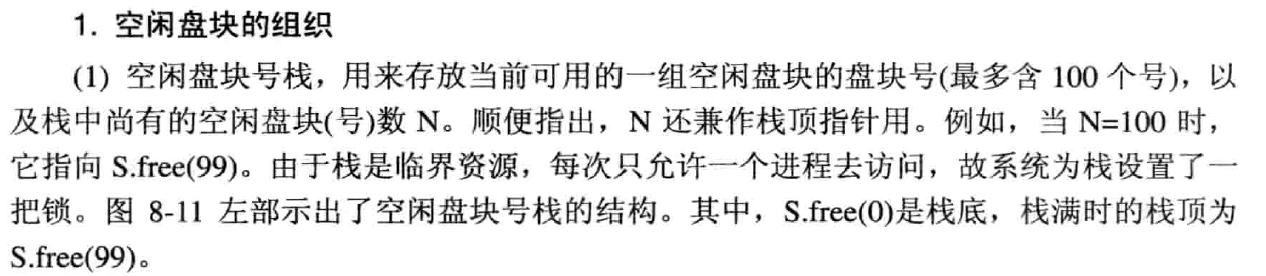 1. 空闲盘块的组织
(1) 空闲盘块号栈，用来存放当前可用的一组空闲盘块的盘块号(最多含 100 个号)，以
及栈中尚有的空闲盘块(号)数 N。顺便指出，N 还兼作栈顶指针用。例如，当 N=100 时，
它指向 S.free(99)。由于栈是临界资源，每次只允许一个进程去访问，故系统为栈设置了一
把锁。图 8-11 左部示出了空闲盘块号栈的结构。其中，S.free(0)是栈底，栈满时的栈顶为
S.free(99)。